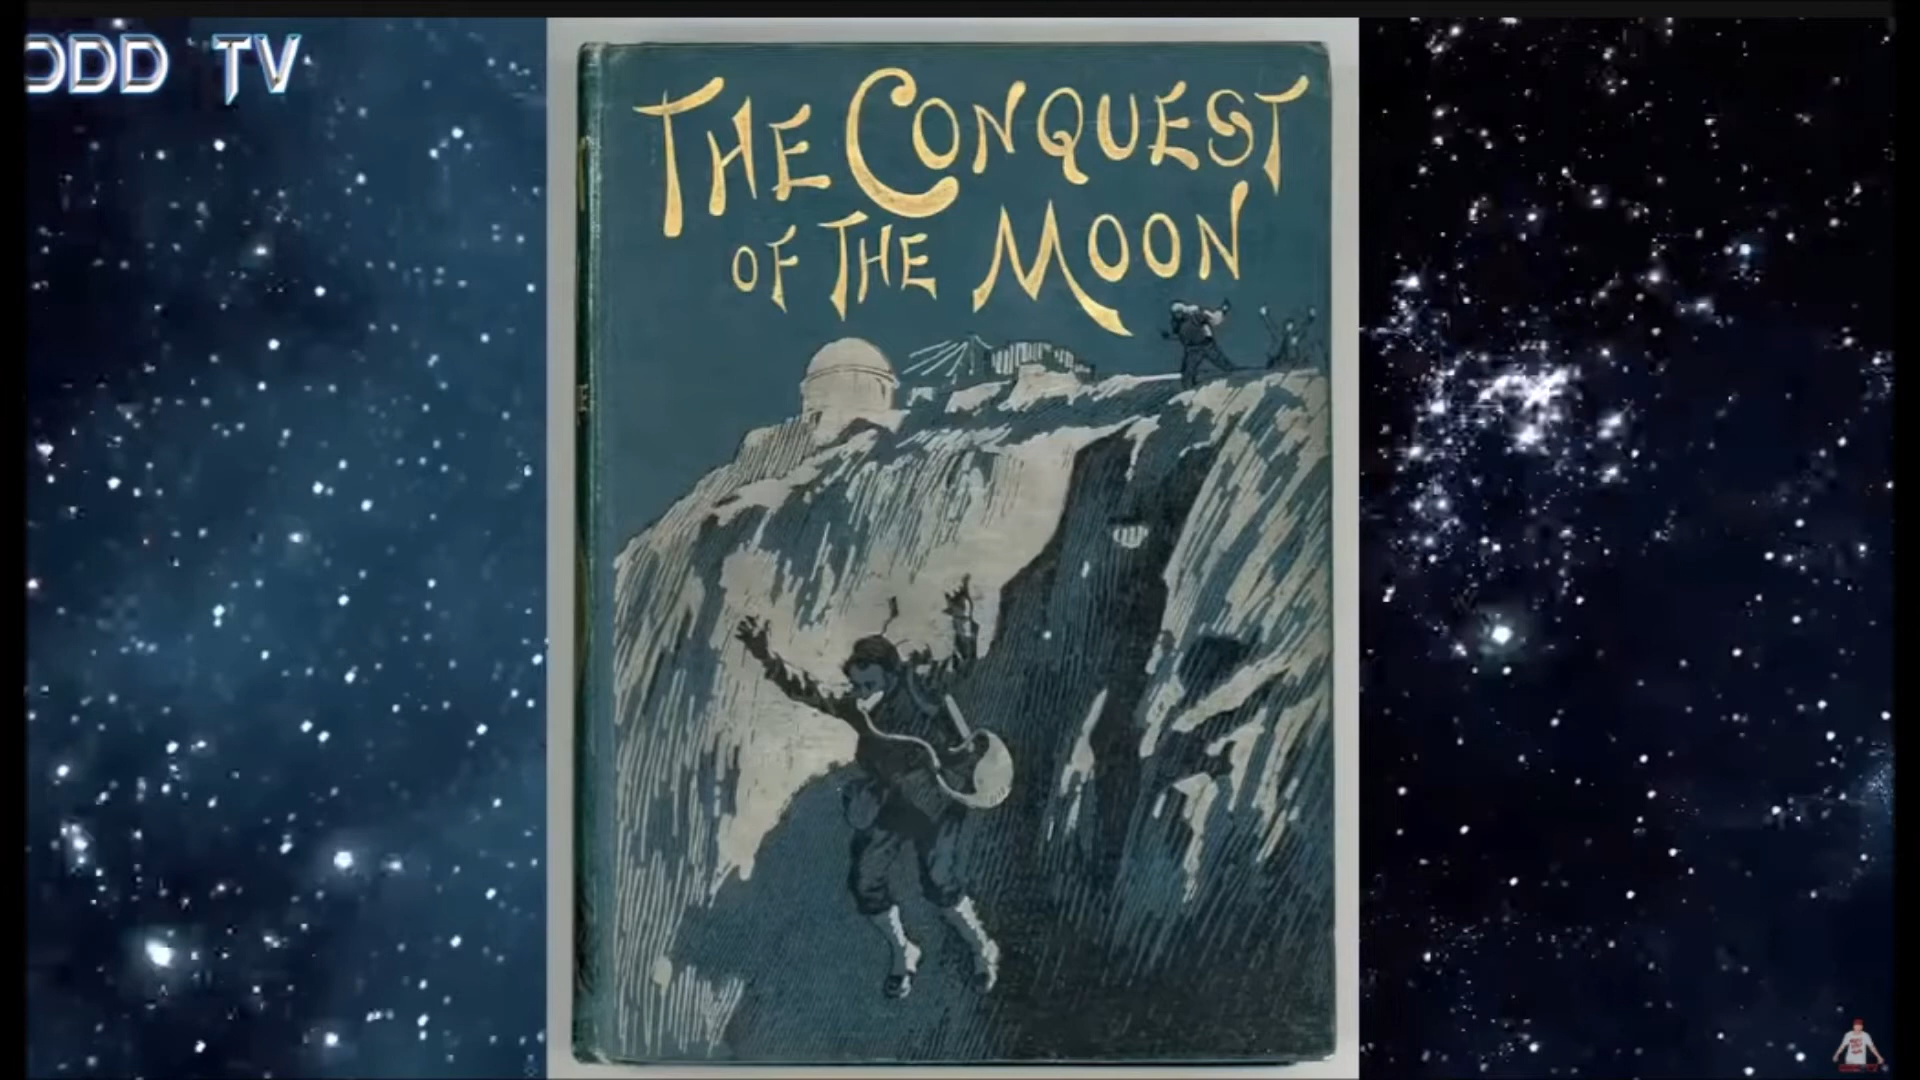 ODD TV
THE CONQUEST
OF THE MOON